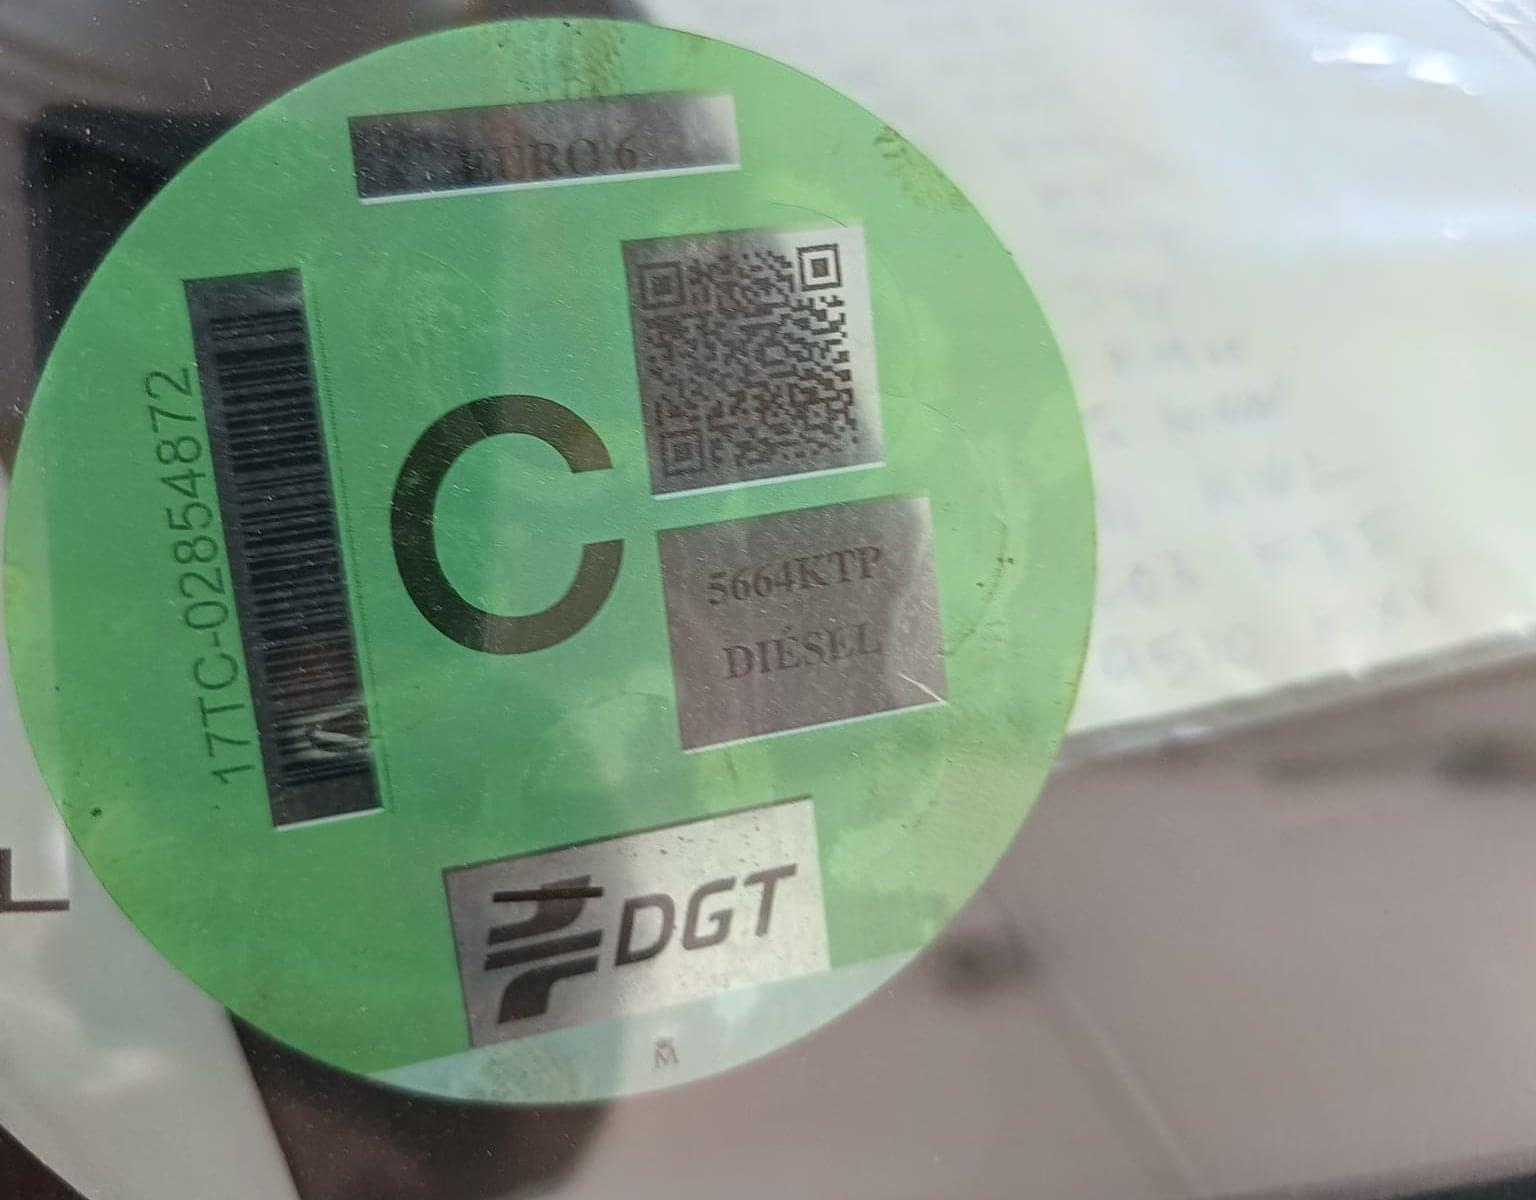 EURO 6
17TC-02854872
C
5664KTP
DIÉSEL
DGT